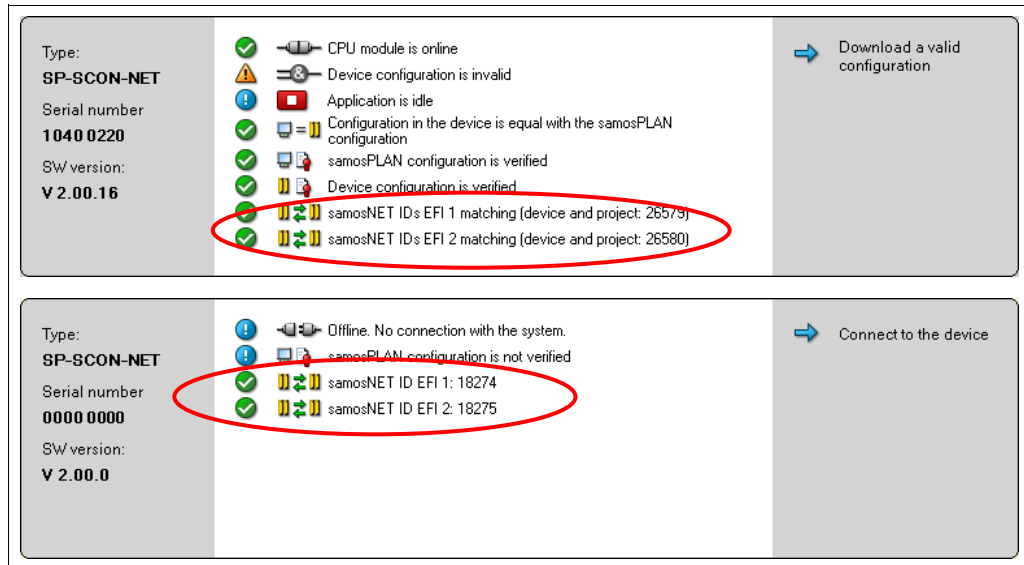 Type:
SP-SCON-NET
Serial number
1040 0220
SW version:
V 2.00.16
CPU module is online
Device configuration is invalid
Application is idle
Configuration in the device is equal with the samosPLAN
configuration
samosPLAN configuration is verified
Device configuration is verified
samosNET IDs EFI 1 matching (device and project: 26579)
samosNET IDs EFI 2 matching (device and project: 26580)
Download a valid
configuration
Type:
SP-SCON-NET
Serial number
0000 0000
SW version:
V 2.00.0
Offline. No connection with the system.
samosPLAN configuration is not verified
samosNET ID EFI 1: 18274
samosNET ID EFI 2: 18275
Connect to the device